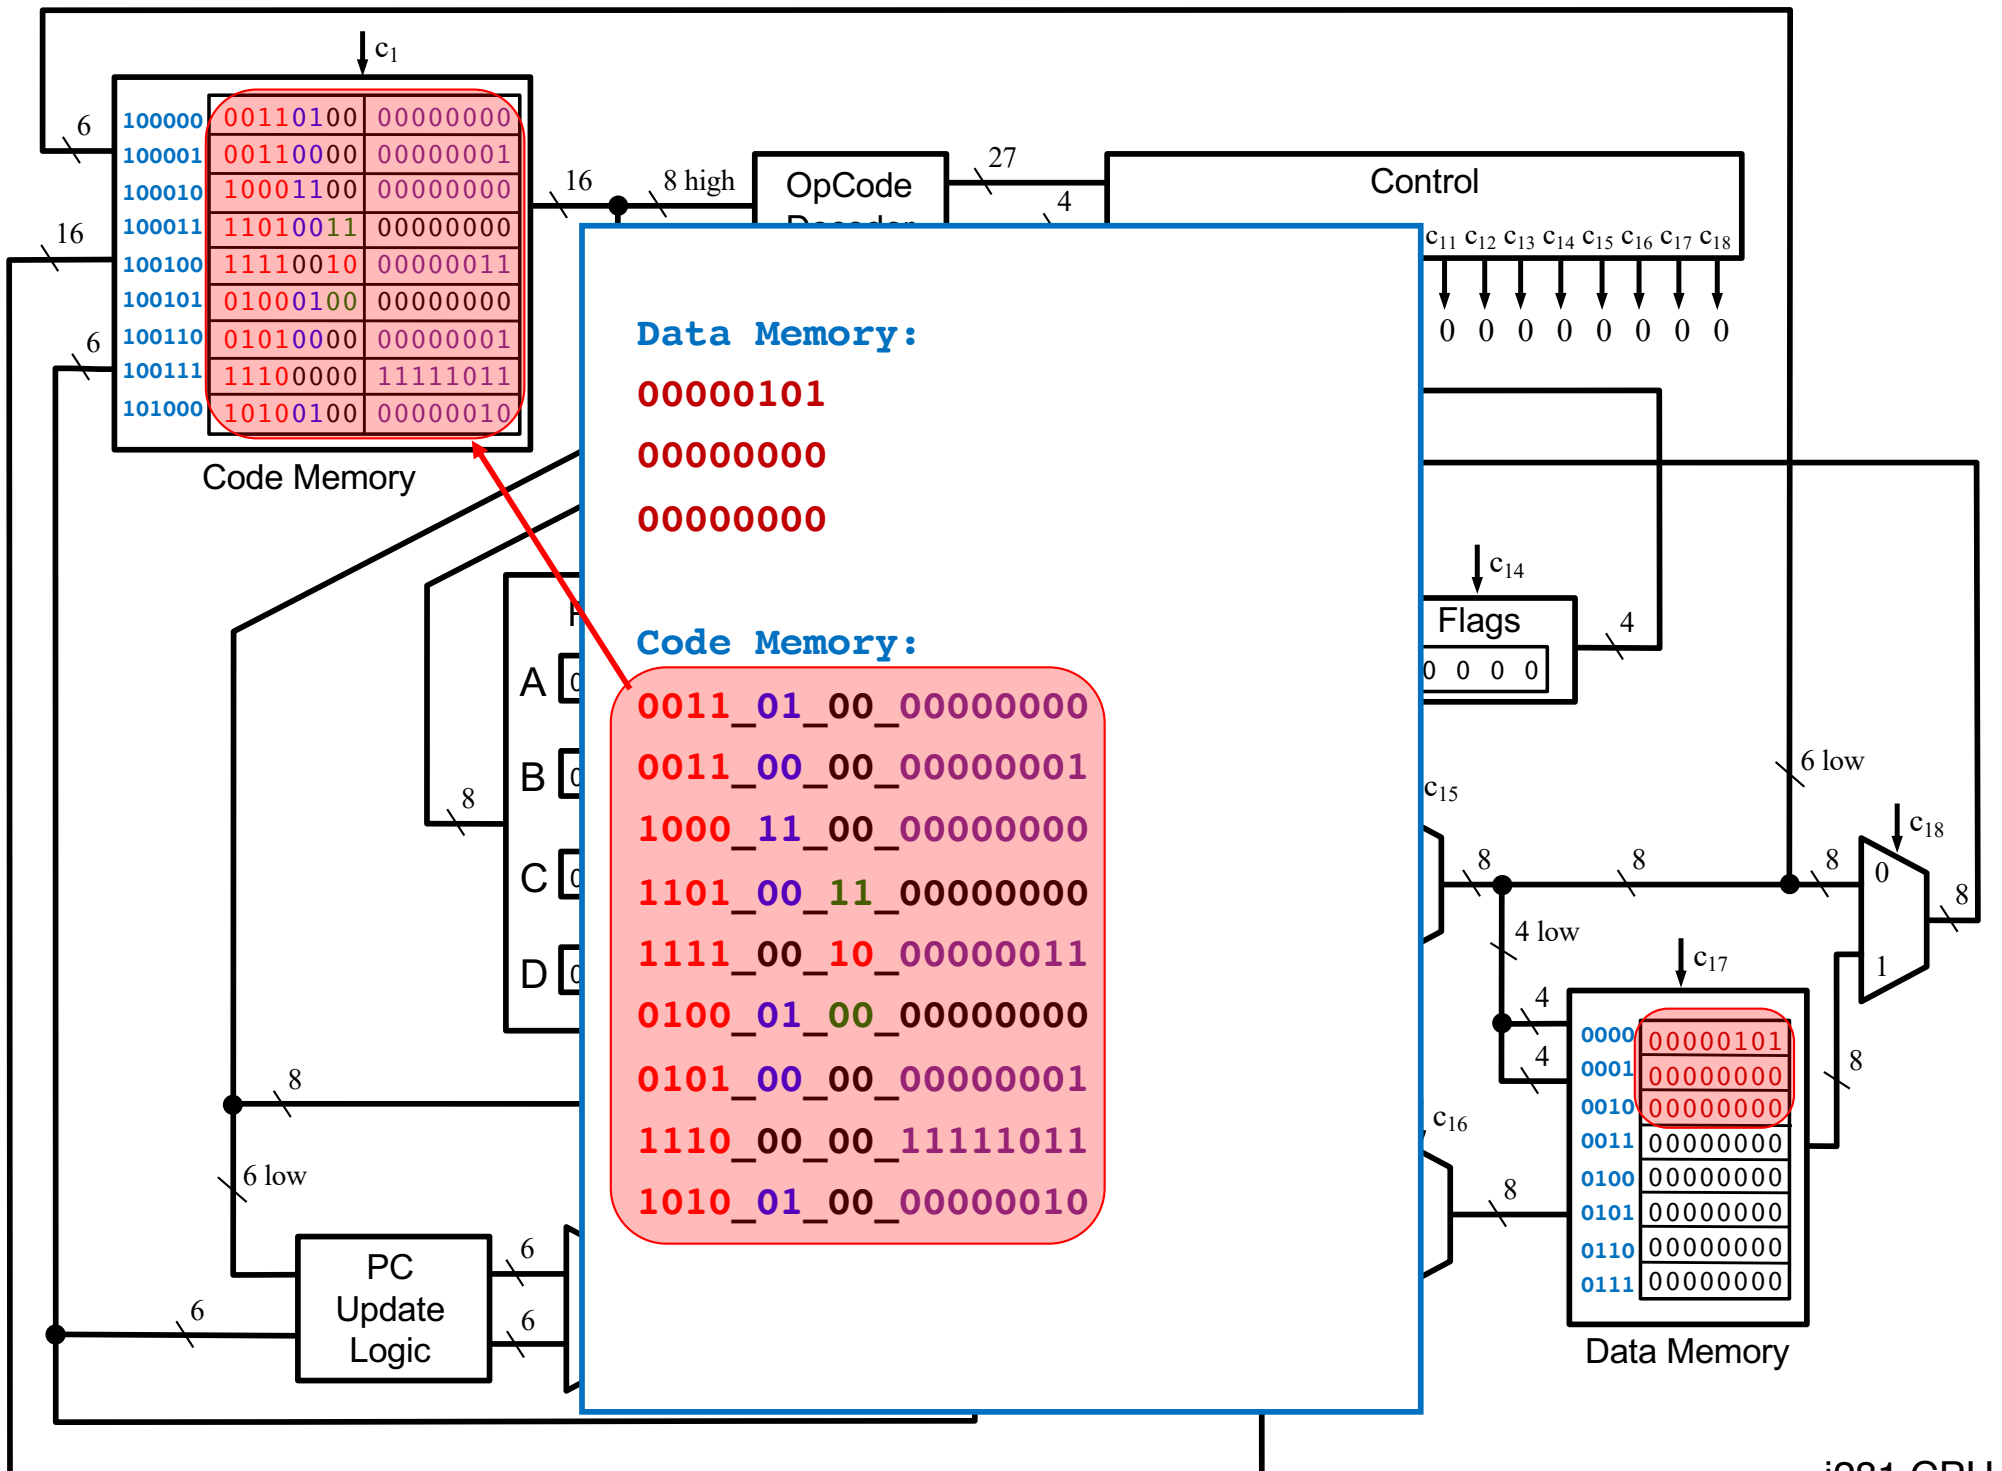 c1
6
100000 00110100 00000000
100001 00110000 00000001
100010 10001100 00000000
100011 11010011 00000000
100100 11110010 00000011
100101 01000100 00000000
100110 01010000 00000001
100111 11100000 11111011
101000 10100100 00000010
16
6
Code Memory
16
8 high
OpCode
27
4
Control
c11 c12 c13 c14 c15 c16 c17 c18
0 0 0 0 0 0 0 0
Data Memory:
00000101
00000000
00000000
Code Memory:
0011_01_00_00000000
0011_00_00_00000001
1000_11_00_00000000
1101_00_11_00000000
1111_00_10_00000011
0100_01_00_00000000
0101_00_00_00000001
1110_00_00_11111011
1010_01_00_00000010
A
B
C
D
8
c14
Flags
0 0 0 0
4
6 low
c15
8
8
8
c18
0
1
8
4 low
c17
4
4
0000 00000101
0001 00000000
0010 00000000
0011 00000000
0100 00000000
0101 00000000
0110 00000000
0111 00000000
8
Data Memory
c16
8
8
6 low
PC
Update
Logic
6
6
6